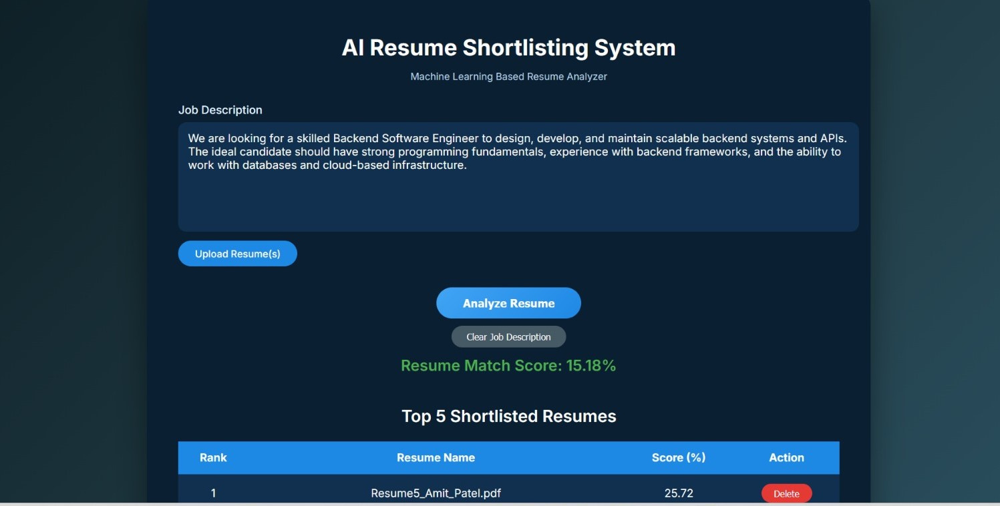 AI Resume Shortlisting System
Machine Learning Based Resume Analyzer
Job Description
We are looking for a skilled Backend Software Engineer to design, develop, and maintain scalable backend systems and APIs.
The ideal candidate should have strong programming fundamentals, experience with backend frameworks, and the ability to
work with databases and cloud-based infrastructure.
Upload Resume(s)
Analyze Resume
Clear Job Description
Resume Match Score: 15.18%
Top 5 Shortlisted Resumes
Rank Resume Name Score (%) Action
1 Resume5_Amit_Patel.pdf 25.72 Delete